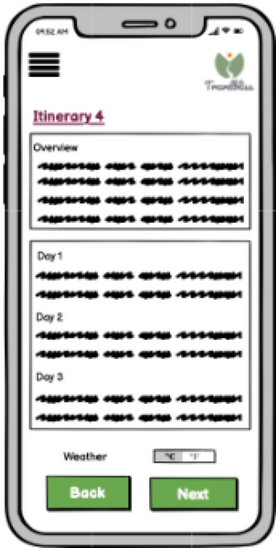 09:52 AM
TravelBliss
Itinerary 4
Overview
Day 1
Day 2
Day 3
Weather °C °F
Back Next